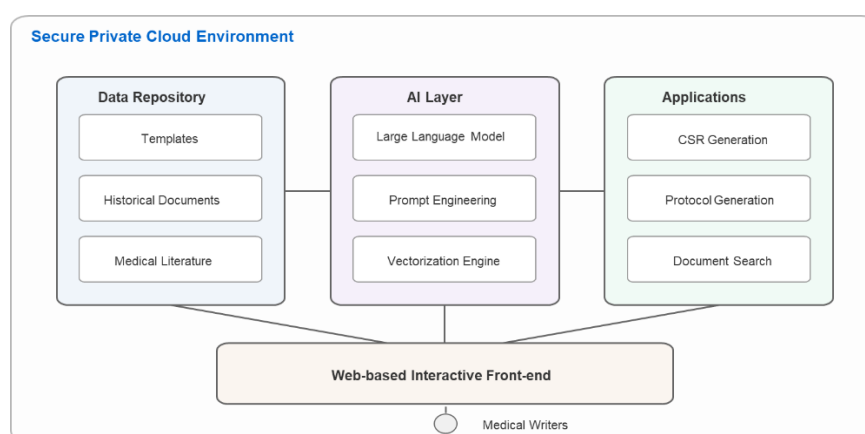 Secure Private Cloud Environment
Data Repository
Templates
Historical Documents
Medical Literature
AI Layer
Large Language Model
Prompt Engineering
Vectorization Engine
Applications
CSR Generation
Protocol Generation
Document Search
Web-based Interactive Front-end
Medical Writers